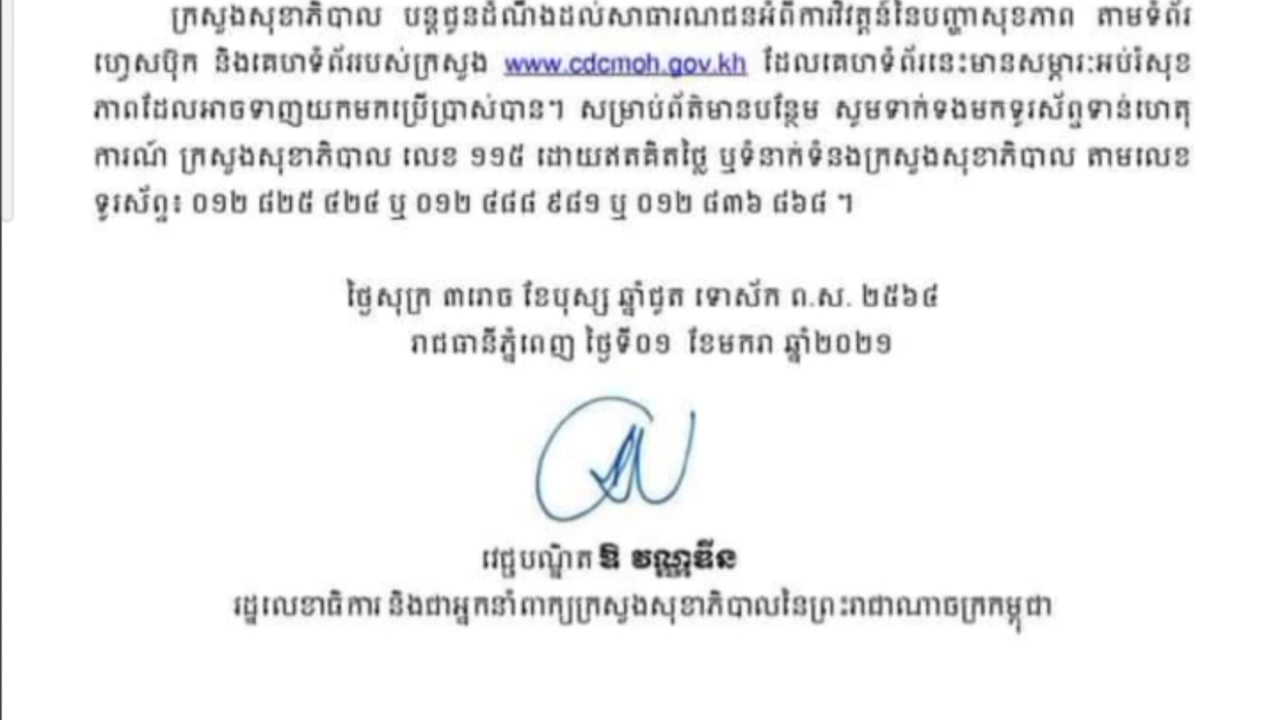 ក្រសួងសុខាភិបាល បន្តជូនដំណឹងដល់សាធារណជនអំពីការវិវត្តន៍នៃបញ្ហាសុខភាព តាមទំព័រ
ហ្វេសប៊ុក និងគេហទំព័ររបស់ក្រសួង www.cdcmoh.gov.kh ដែលគេហទំព័រនេះមានសម្ភារៈអប់រំសុខ
ភាពដែលអាចទាញយកមកប្រើប្រាស់បាន។ សម្រាប់ព័ត៌មានបន្ថែម សូមទាក់ទងមកទូរស័ព្ទទាន់ហេតុ
ការណ៍ ក្រសួងសុខាភិបាល លេខ ១១៥ ដោយឥតគិតថ្លៃ ឬទំនាក់ទំនងក្រសួងសុខាភិបាល តាមលេខ
ទូរស័ព្ទ៖ ០១២ ៨២៥ ៤២៤ ឬ ០១២ ៤៨៨ ៩៨១ ឬ ០១២ ៨៣៦ ៨៦៨ ។
ថ្ងៃសុក្រ ៣រោច ខែបុស្ស ឆ្នាំជូត ទោស័ក ព.ស. ២៥៦៤
រាជធានីភ្នំពេញ ថ្ងៃទី០១ ខែមករា ឆ្នាំ២០២១
វេជ្ជបណ្ឌិត ឱ វណ្ណឌីន
រដ្ឋលេខាធិការ និងជាអ្នកនាំពាក្យក្រសួងសុខាភិបាលនៃព្រះរាជាណាចក្រកម្ពុជា